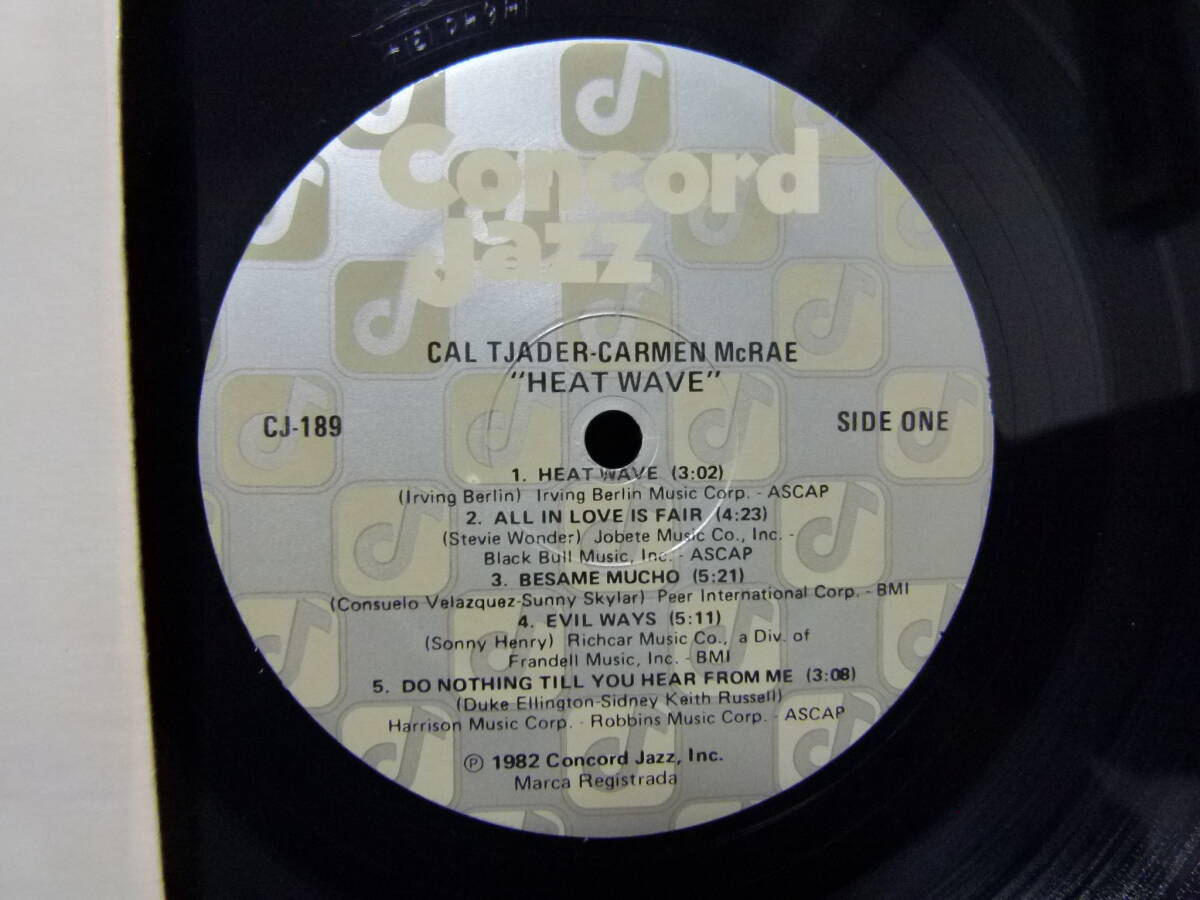 Concord
jazz
CAL TJADER-CARMEN McRAE
"HEAT WAVE"
CJ-189
SIDE ONE
1. HEAT WAVE (3:02)
(Irving Berlin) Irving Berlin Music Corp. - ASCAP
2. ALL IN LOVE IS FAIR (4:23)
(Stevie Wonder) Jobete Music Co., Inc. -
Black Bull Music, Inc. - ASCAP
3. BESAME MUCHO (5:21)
(Consuelo Velazquez-Sunny Skylar) Peer International Corp. - BMI
4. EVIL WAYS (5:11)
(Sonny Henry) Richcar Music Co., a Div. of
Frandell Music, Inc. - BMI
5. DO NOTHING TILL YOU HEAR FROM ME (3:08)
(Duke Ellington-Sidney Keith Russell)
Harrison Music Corp. - Robbins Music Corp. - ASCAP
℗ 1982 Concord Jazz, Inc.
Marca Registrada